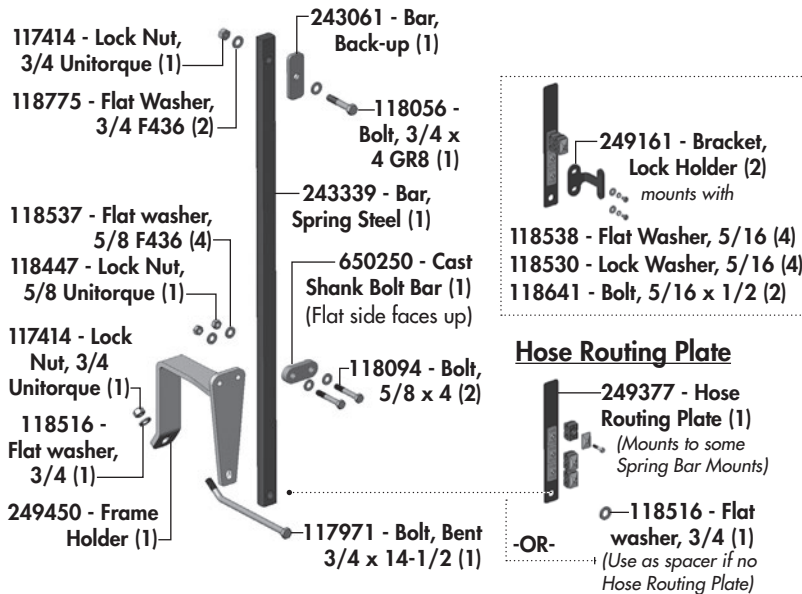 117414 - Lock Nut,
3/4 Unitorque (1)
118775 - Flat Washer,
3/4 F436 (2)
243061 - Bar,
Back-up (1)
118056 -
Bolt, 3/4 x
4 GR8 (1)
243339 - Bar,
Spring Steel (1)
118537 - Flat washer,
5/8 F436 (4)
118447 - Lock Nut,
5/8 Unitorque (1)
650250 - Cast
Shank Bolt Bar (1)
(Flat side faces up)
117414 - Lock
Nut, 3/4
Unitorque (1)
118094 - Bolt,
5/8 x 4 (2)
118516 -
Flat washer,
3/4 (1)
249450 - Frame
Holder (1)
117971 - Bolt, Bent
3/4 x 14-1/2 (1)
249161 - Bracket,
Lock Holder (2)
mounts with
118538 - Flat Washer, 5/16 (4)
118530 - Lock Washer, 5/16 (4)
118641 - Bolt, 5/16 x 1/2 (2)
Hose Routing Plate
249377 - Hose
Routing Plate (1)
(Mounts to some
Spring Bar Mounts)
-OR-
118516 - Flat
washer, 3/4 (1)
(Use as spacer if no
Hose Routing Plate)